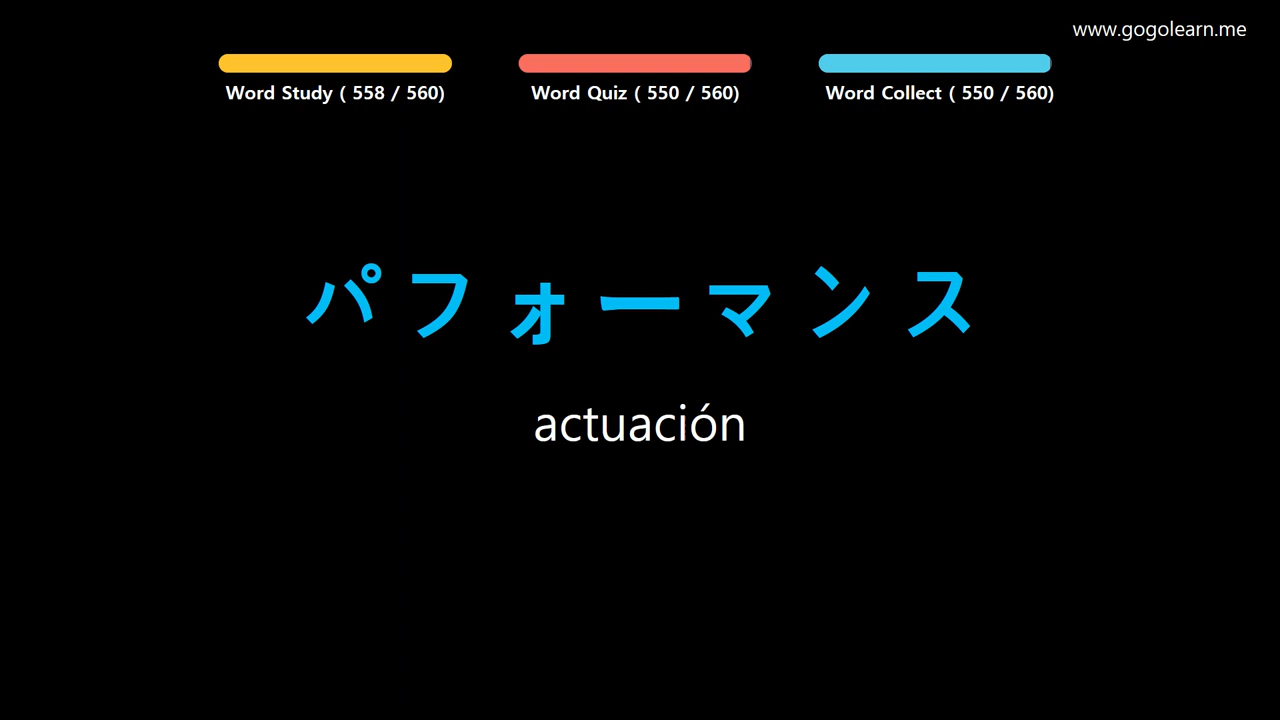 www.gogolearn.me
Word Study ( 558 / 560)
Word Quiz ( 550 / 560)
Word Collect ( 550 / 560)
パフォーマンス
actuación